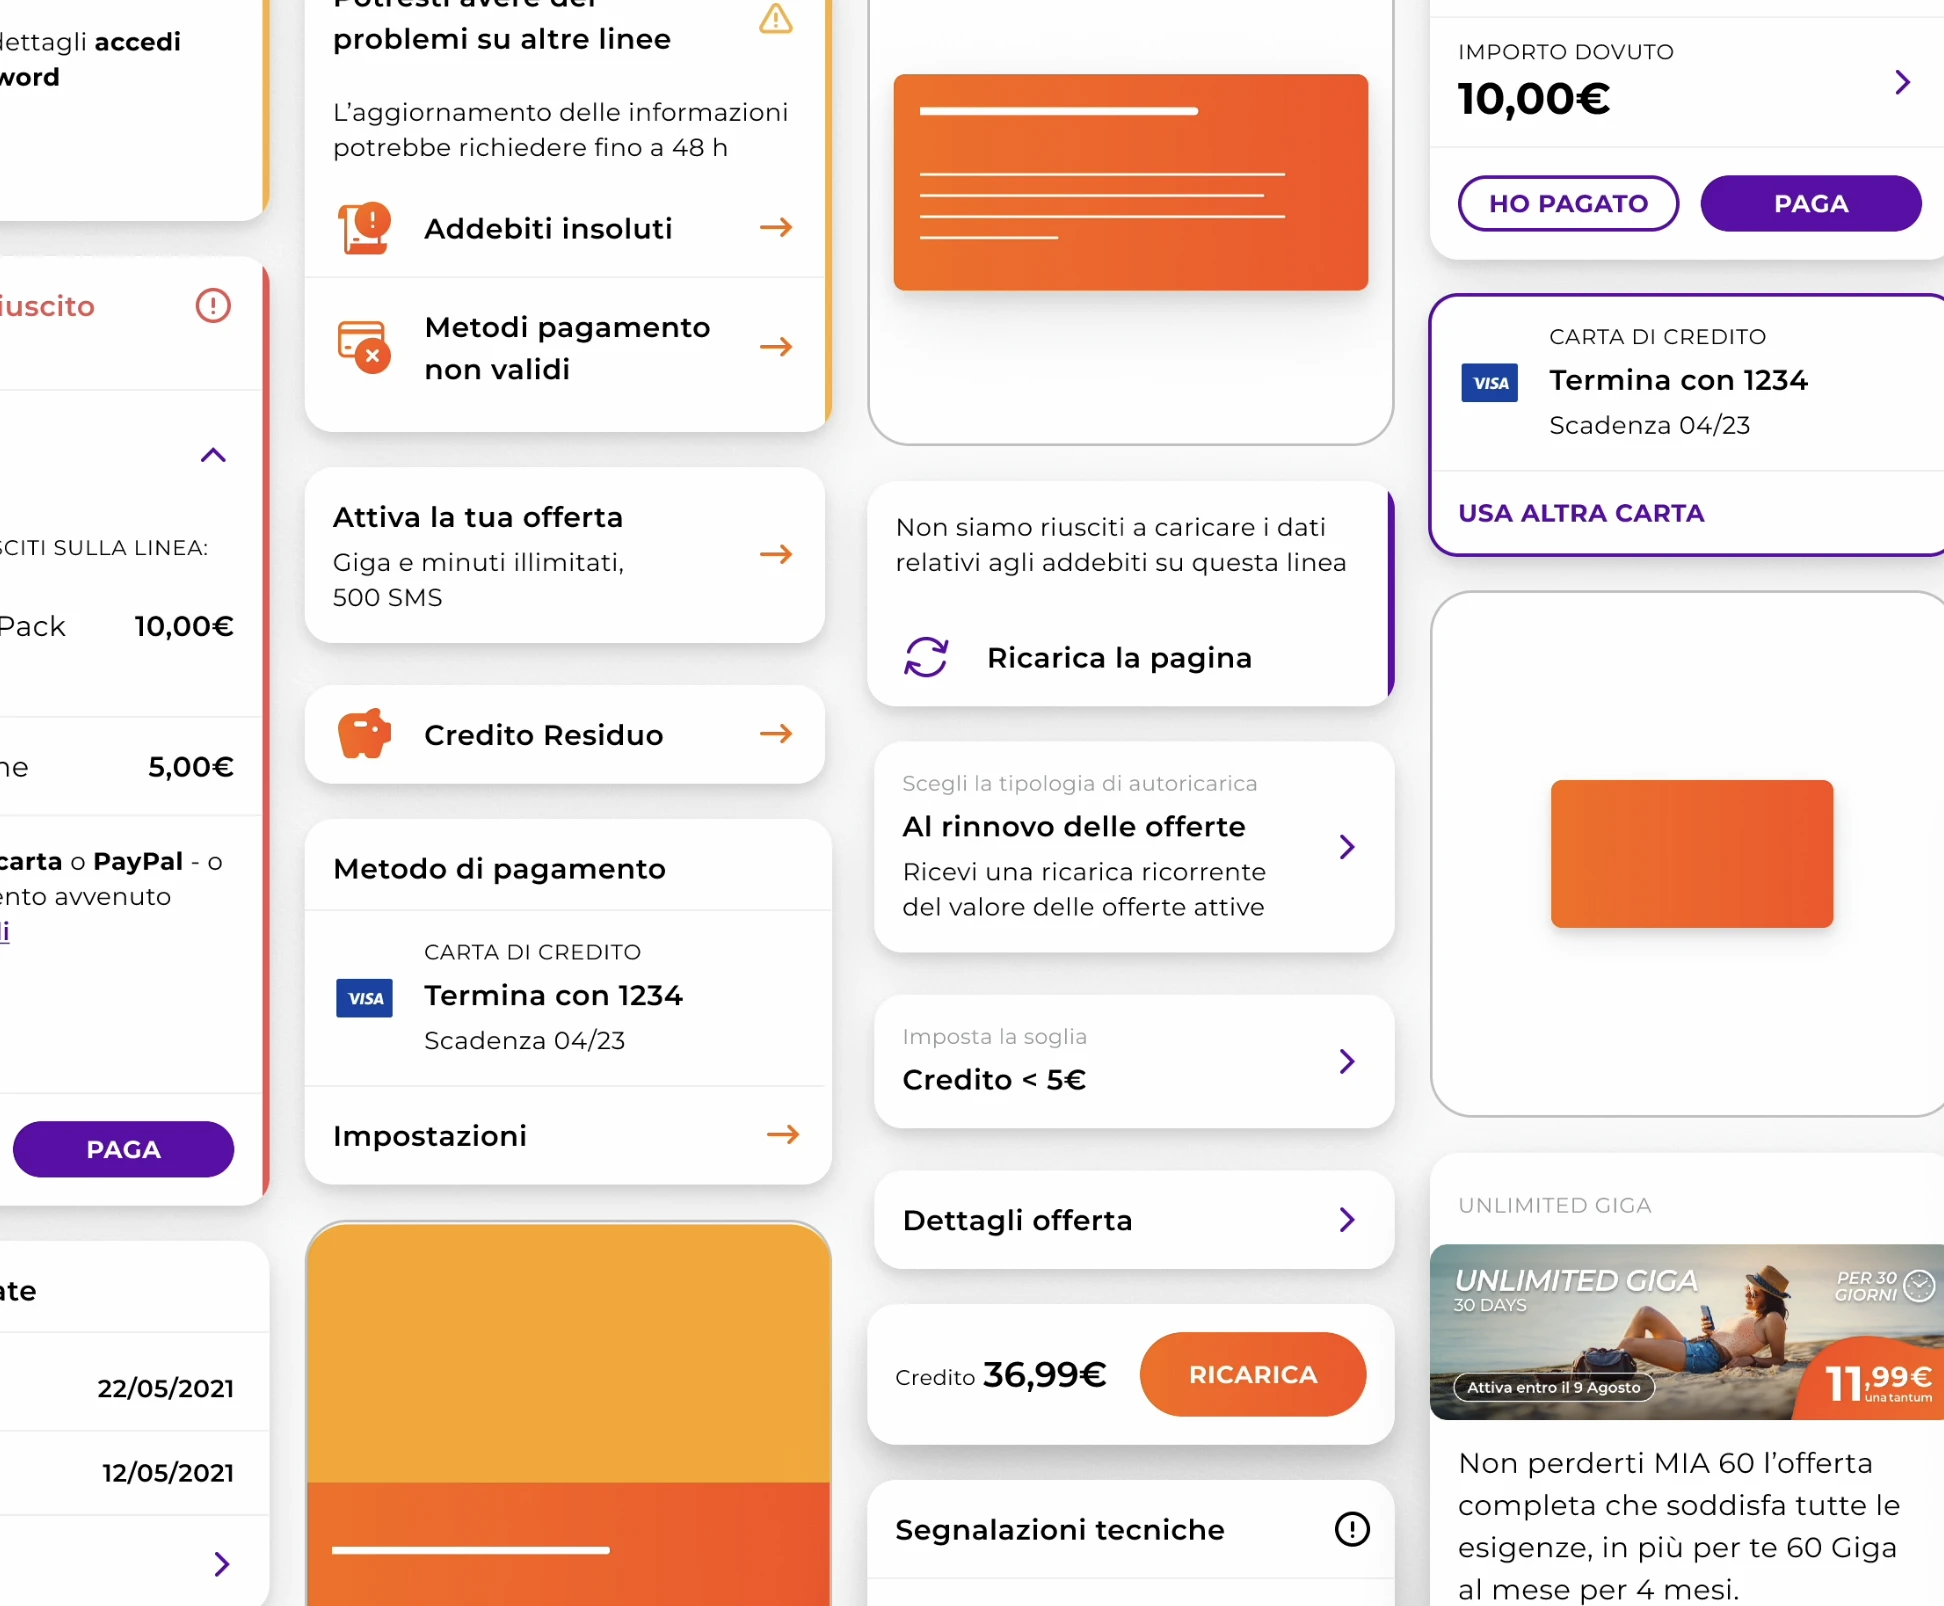 dettagli accedi
word
iuscito
SCITI SULLA LINEA:
Pack 10,00€
ne 5,00€
carta o PayPal - o
ento avvenuto
li
PAGA
ate
22/05/2021
12/05/2021
Potresti avere dei
problemi su altre linee
L’aggiornamento delle informazioni
potrebbe richiedere fino a 48 h
Addebiti insoluti
Metodi pagamento
non validi
Attiva la tua offerta
Giga e minuti illimitati,
500 SMS
Credito Residuo
Metodo di pagamento
CARTA DI CREDITO
VISA
Termina con 1234
Scadenza 04/23
Impostazioni
Non siamo riusciti a caricare i dati
relativi agli addebiti su questa linea
Ricarica la pagina
Scegli la tipologia di autoricarica
Al rinnovo delle offerte
Ricevi una ricarica ricorrente
del valore delle offerte attive
Imposta la soglia
Credito < 5€
Dettagli offerta
Credito 36,99€
RICARICA
Segnalazioni tecniche
IMPORTO DOVUTO
10,00€
HO PAGATO
PAGA
CARTA DI CREDITO
VISA
Termina con 1234
Scadenza 04/23
USA ALTRA CARTA
UNLIMITED GIGA
UNLIMITED GIGA
30 DAYS
PER 30
GIORNI
Attiva entro il 9 Agosto
11,99€
una tantum
Non perderti MIA 60 l’offerta
completa che soddisfa tutte le
esigenze, in più per te 60 Giga
al mese per 4 mesi.